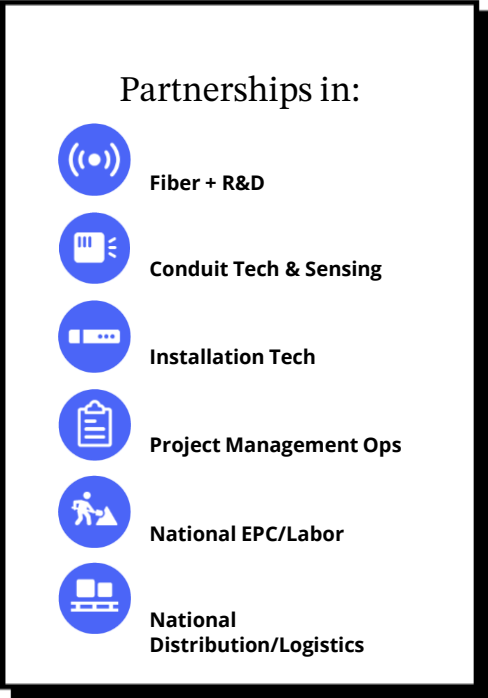 Partnerships in:
Fiber + R&D
Conduit Tech & Sensing
Installation Tech
Project Management Ops
National EPC/Labor
National
Distribution/Logistics